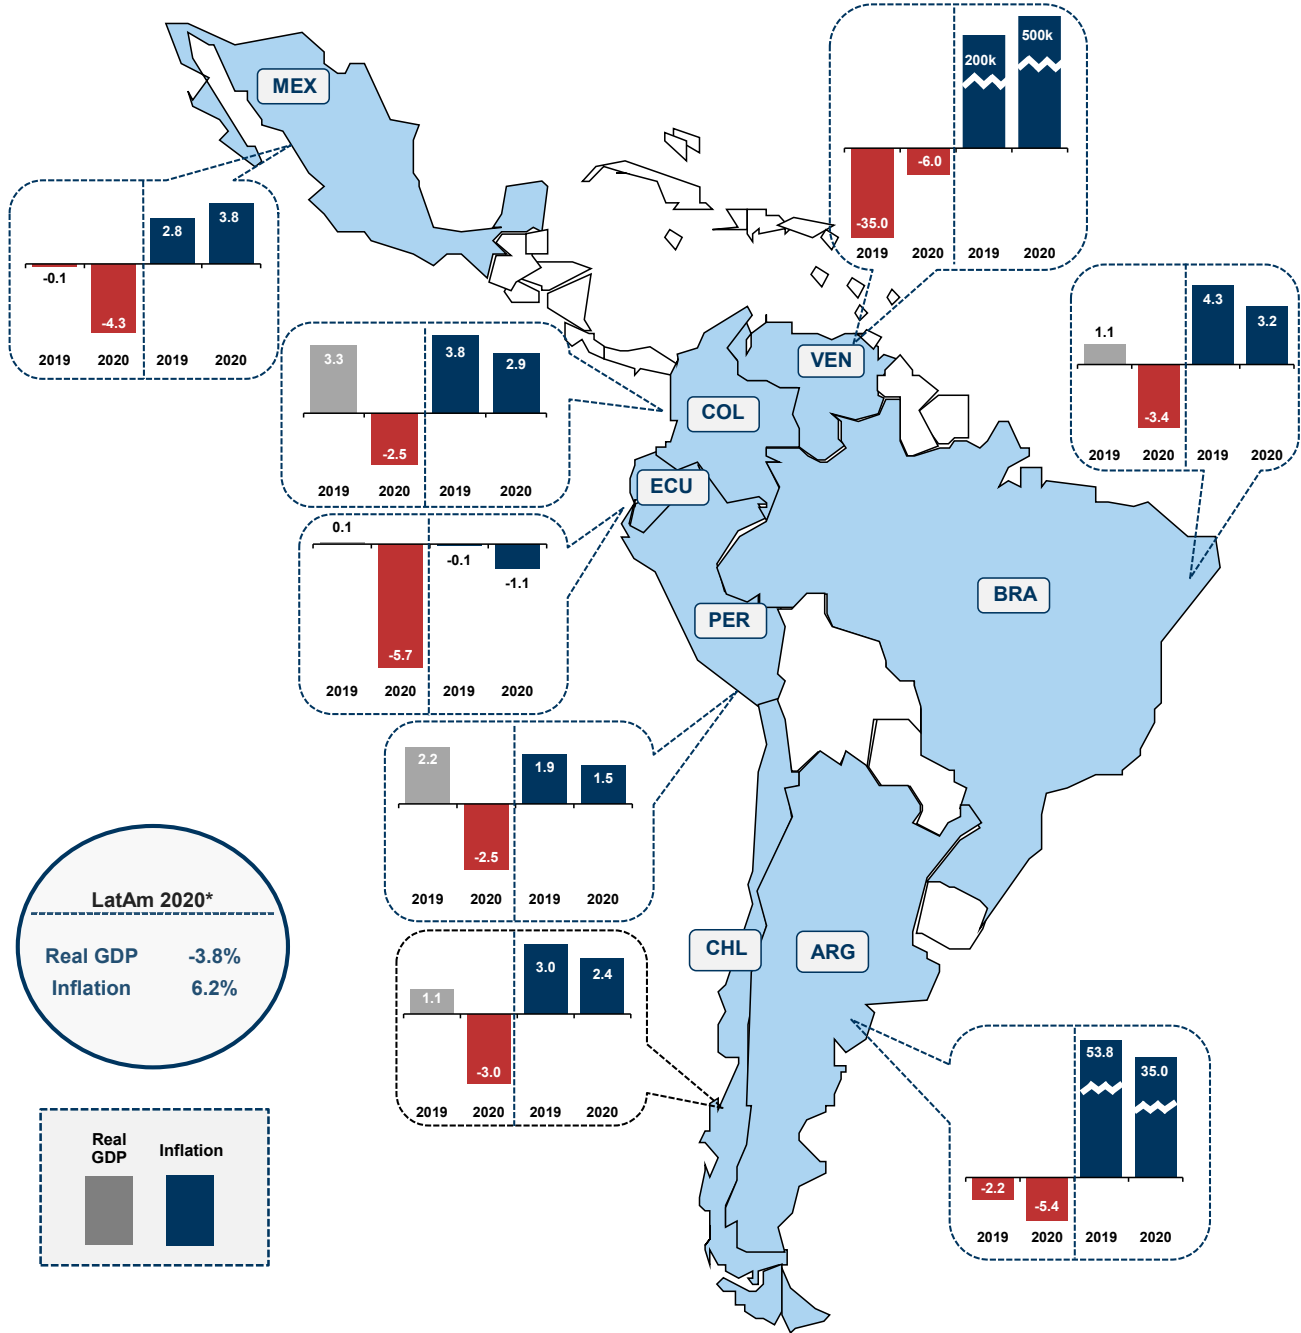 MEX
200k
500k
-35.0
-6.0
2019 2020 2019 2020
2.8
3.8
-0.1
-4.3
2019 2020 2019 2020
VEN
1.1
-3.4
4.3
3.2
2019 2020 2019 2020
3.3
-2.5
3.8
2.9
2019 2020 2019 2020
COL
ECU
0.1
-5.7
-0.1
-1.1
2019 2020 2019 2020
BRA
PER
2.2
-2.5
1.9
1.5
2019 2020 2019 2020
LatAm 2020*
Real GDP -3.8%
Inflation 6.2%
CHL
ARG
1.1
-3.0
3.0
2.4
2019 2020 2019 2020
53.8
35.0
-2.2
-5.4
2019 2020 2019 2020
Real
GDP
Inflation